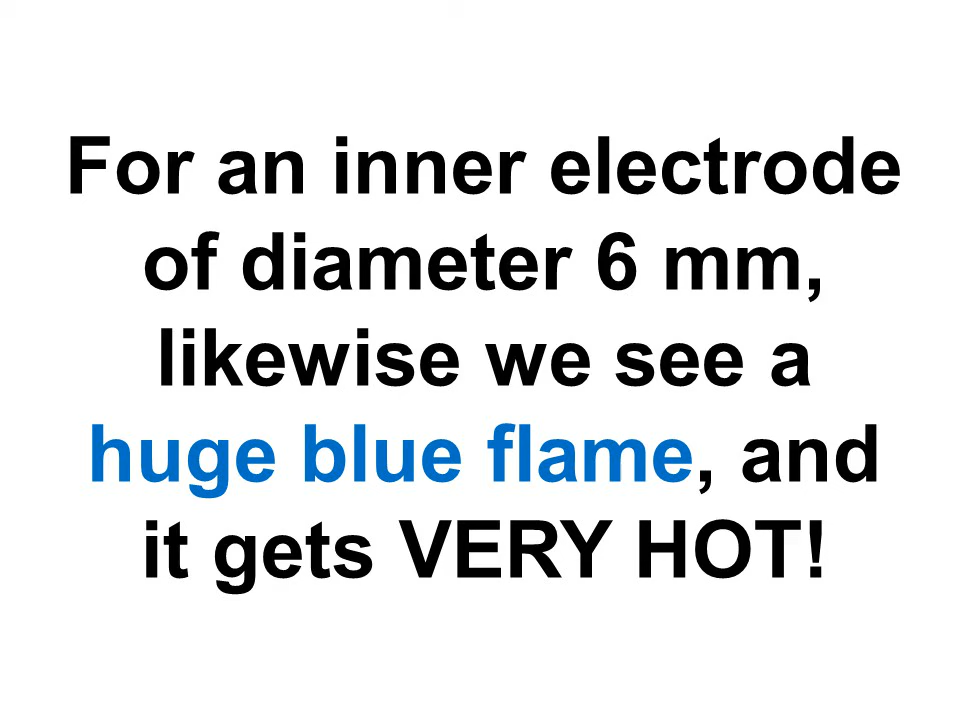 For an inner electrode
of diameter 6 mm,
likewise we see a
huge blue flame, and
it gets VERY HOT!